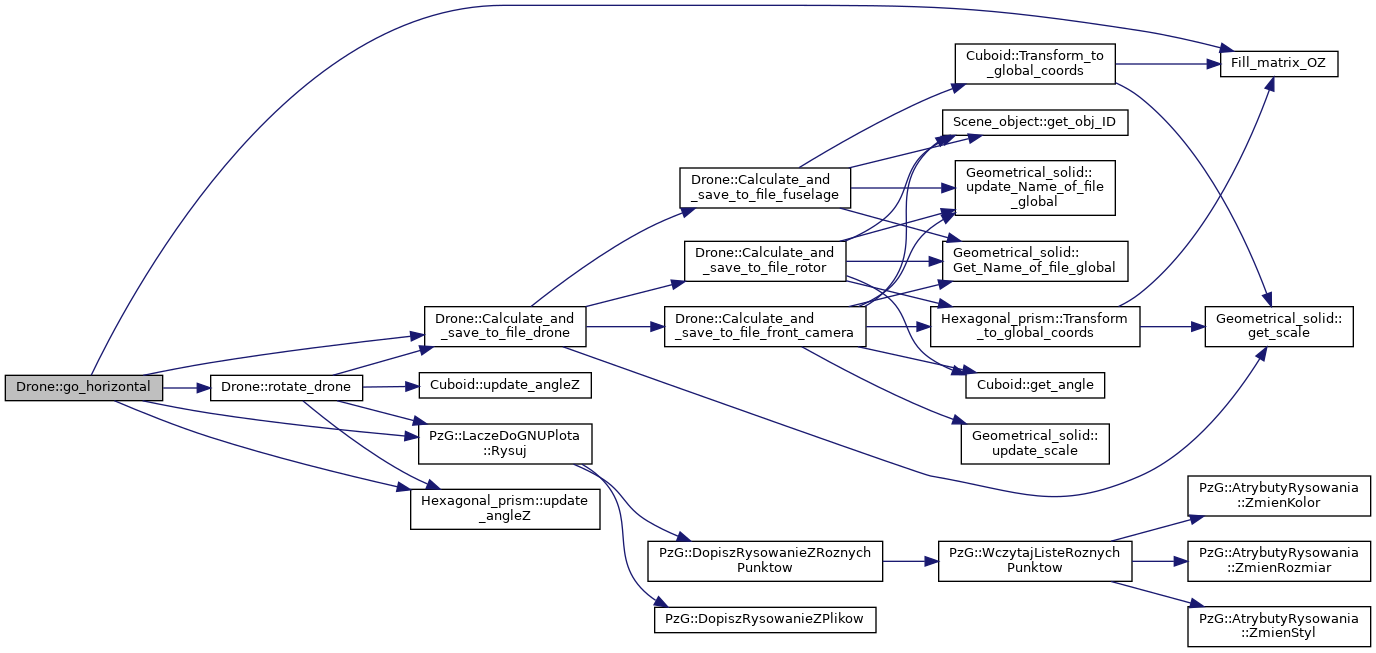 Drone::go_horizontal
Fill_matrix_OZ
Drone::Calculate_and
_save_to_file_drone
Drone::Calculate_and
_save_to_file_fuselage
Cuboid::Transform_to
_global_coords
Geometrical_solid::
get_scale
Scene_object::get_obj_ID
Geometrical_solid::
update_Name_of_file
_global
Geometrical_solid::
Get_Name_of_file_global
Drone::Calculate_and
_save_to_file_rotor
Hexagonal_prism::Transform
_to_global_coords
Cuboid::get_angle
Drone::Calculate_and
_save_to_file_front_camera
Geometrical_solid::
update_scale
Drone::rotate_drone
Cuboid::update_angleZ
PzG::LaczeDoGNUPlota
::Rysuj
Hexagonal_prism::update
_angleZ
PzG::DopiszRysowanieZRoznych
Punktow
PzG::DopiszRysowanieZPlikow
PzG::WczytajListeRoznych
Punktow
PzG::AtrybutyRysowania
::ZmienKolor
PzG::AtrybutyRysowania
::ZmienRozmiar
PzG::AtrybutyRysowania
::ZmienStyl